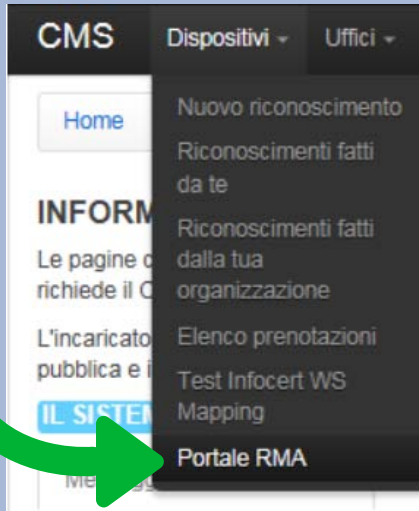 CMS Dispositivi Uffici
Home
Nuovo riconoscimento
Riconoscimenti fatti
da te
Riconoscimenti fatti
dalla tua
organizzazione
Elenco prenotazioni
Test Infocert WS
Mapping
Portale RMA
INFORM
Le pagine
richiede il
L'incaricato
pubblica e i
IL SISTEM